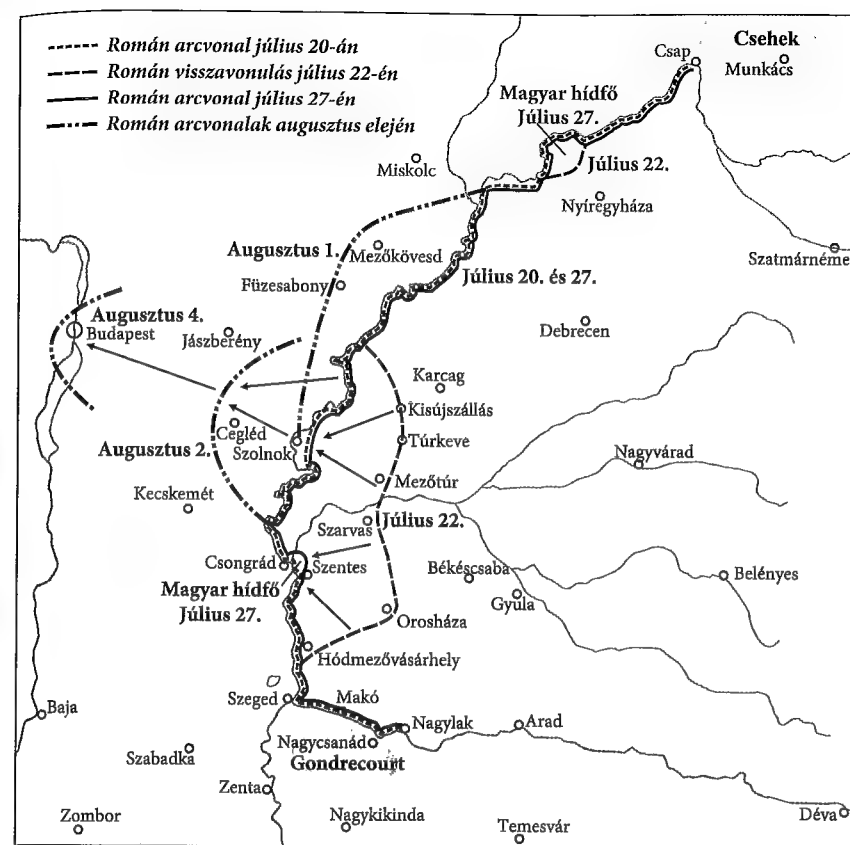 Román arcvonal július 20-án
Román visszavonulás július 22-én
Román arcvonal július 27-én
Román arcvonalak augusztus elején
Csehek
Csap
Munkács
Magyar hídfő
Július 27.
Miskolc
Július 22.
Nyíregyháza
Augusztus 1.
Mezőkövesd
Szatmárnéme
Füzesabony
Július 20. és 27.
Augusztus 4.
Budapest
Jászberény
Debrecen
Karcag
Kisújszállás
Cegléd
Augusztus 2.
Szolnok
Túrkeve
Nagyvárad
Mezőtúr
Kecskemét
Szarvas
Július 22.
Csongrád
Szentes
Békéscsaba
Belényes
Magyar hídfő
Július 27.
Gyula
Orosháza
Hódmezővásárhely
Szeged
Makó
Baja
Nagylak
Arad
Nagycsanád
Szabadka
Gondrecourt
Zenta
Zombor
Nagykikinda
Temesvár
Déva